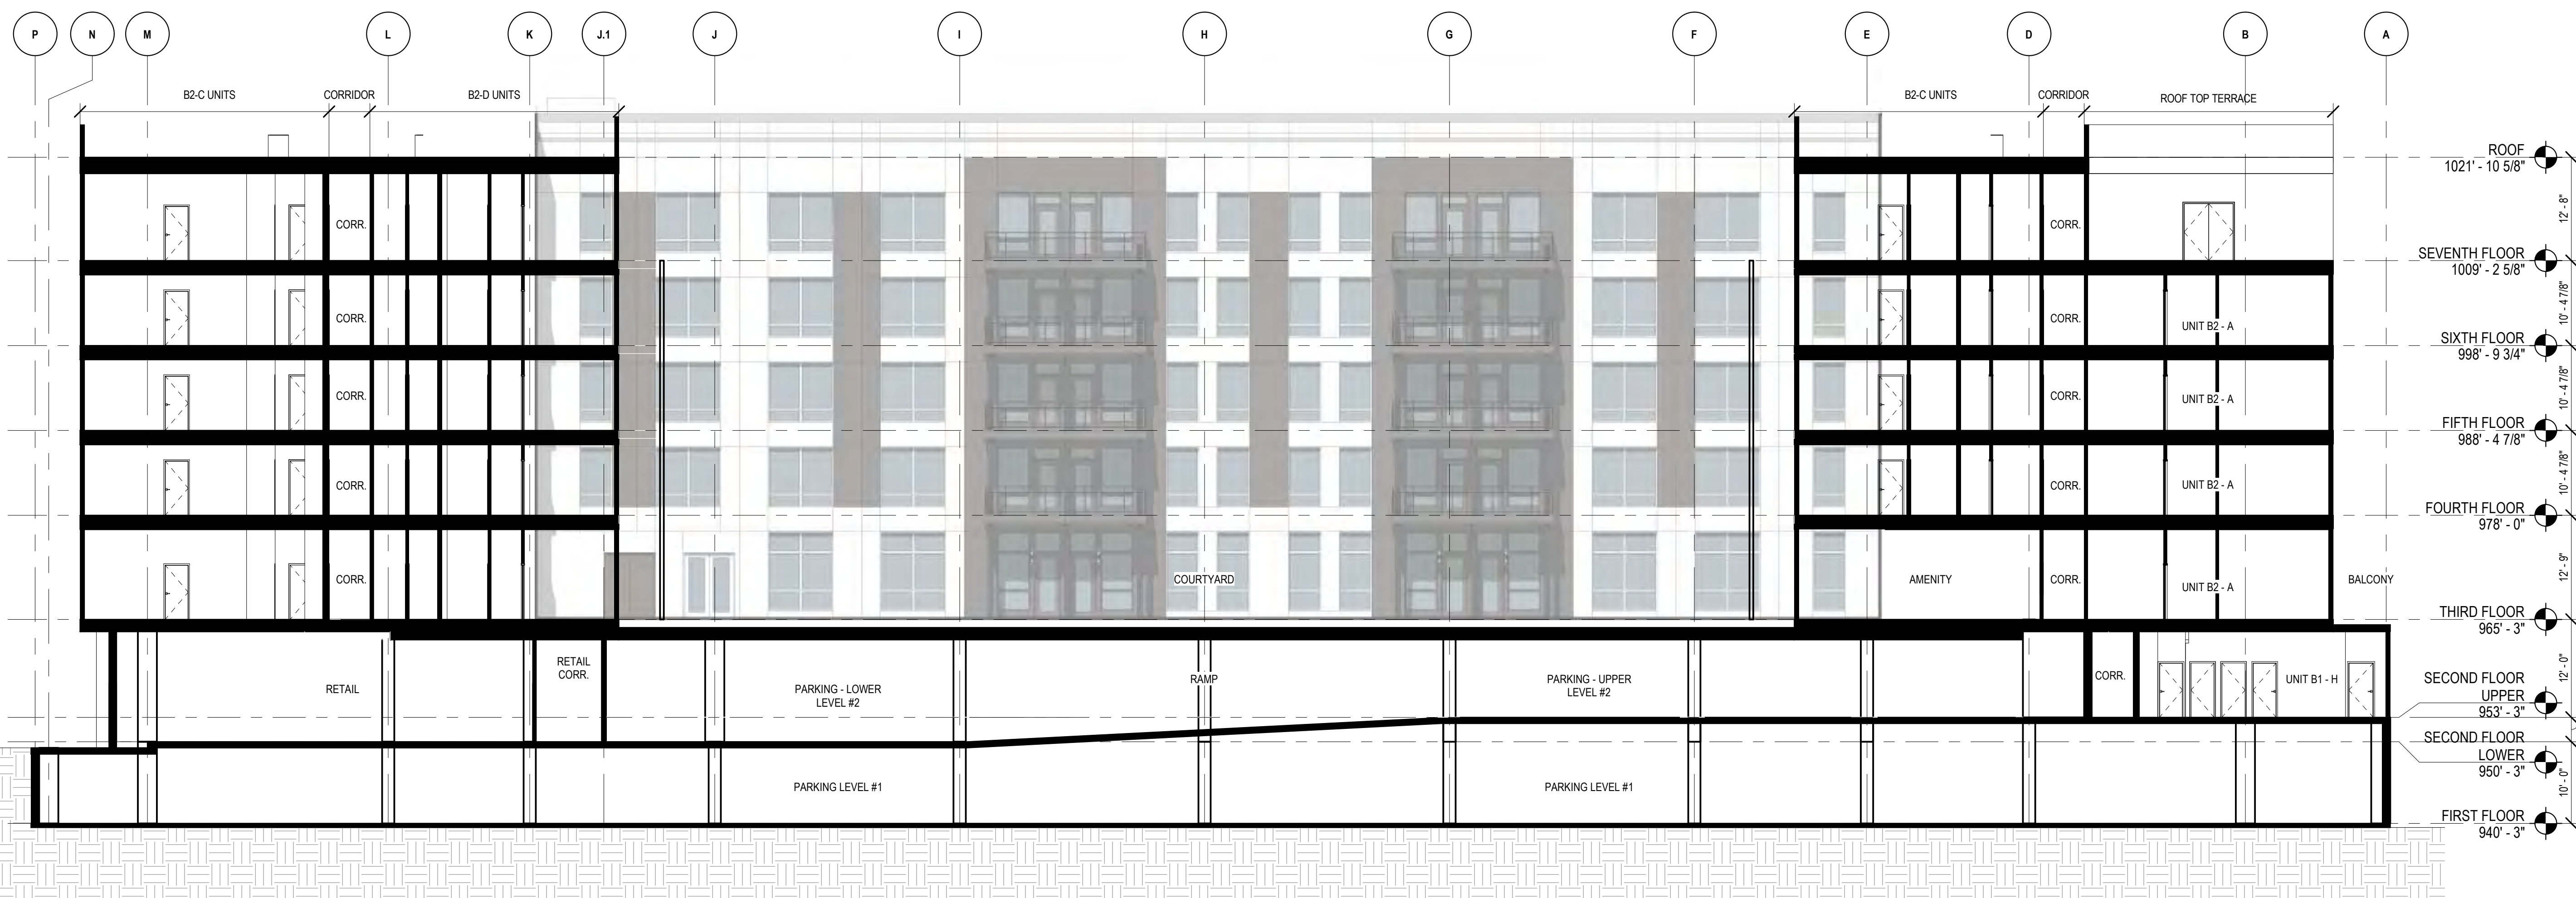 P
N
M
L
K
J.1
J
I
H
G
F
E
D
B
A
B2-C UNITS
CORRIDOR
B2-D UNITS
B2-C UNITS
CORRIDOR
ROOF TOP TERRACE
ROOF
1021' - 10 5/8"
12' - 8"
CORR.
CORR.
SEVENTH FLOOR
1009' - 2 5/8"
10' - 4 7/8"
CORR.
CORR.
UNIT B2 - A
SIXTH FLOOR
998' - 9 3/4"
10' - 4 7/8"
CORR.
CORR.
UNIT B2 - A
FIFTH FLOOR
988' - 4 7/8"
10' - 4 7/8"
CORR.
CORR.
UNIT B2 - A
FOURTH FLOOR
978' - 0"
12' - 9"
CORR.
COURTYARD
AMENITY
CORR.
UNIT B2 - A
BALCONY
THIRD FLOOR
965' - 3"
12' - 0"
RETAIL
RETAIL
CORR.
PARKING - LOWER
LEVEL #2
RAMP
PARKING - UPPER
LEVEL #2
CORR.
UNIT B1 - H
SECOND FLOOR
UPPER
953' - 3"
SECOND FLOOR
LOWER
950' - 3"
10' - 0"
PARKING LEVEL #1
PARKING LEVEL #1
FIRST FLOOR
940' - 3"